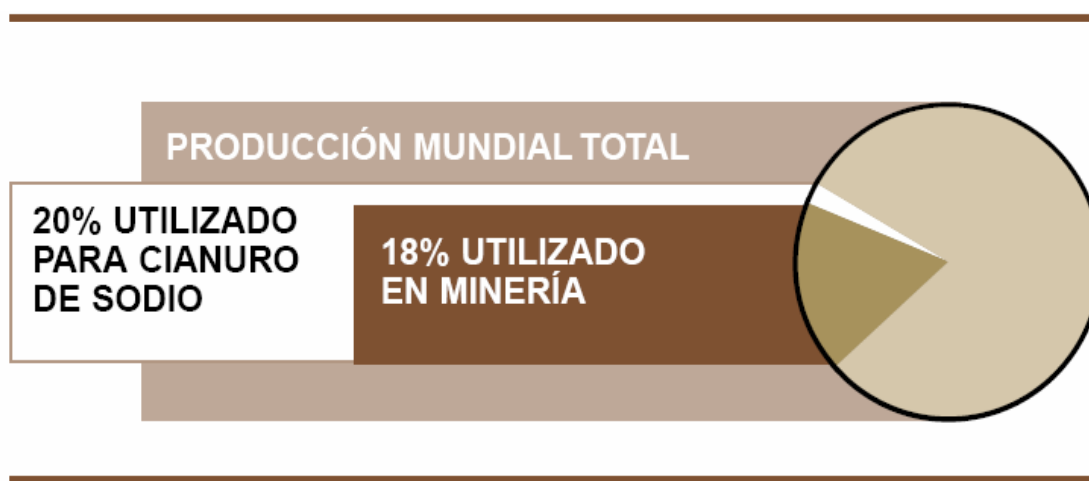 PRODUCCIÓN MUNDIAL TOTAL
20% UTILIZADO
PARA CIANURO
DE SODIO
18% UTILIZADO
EN MINERÍA